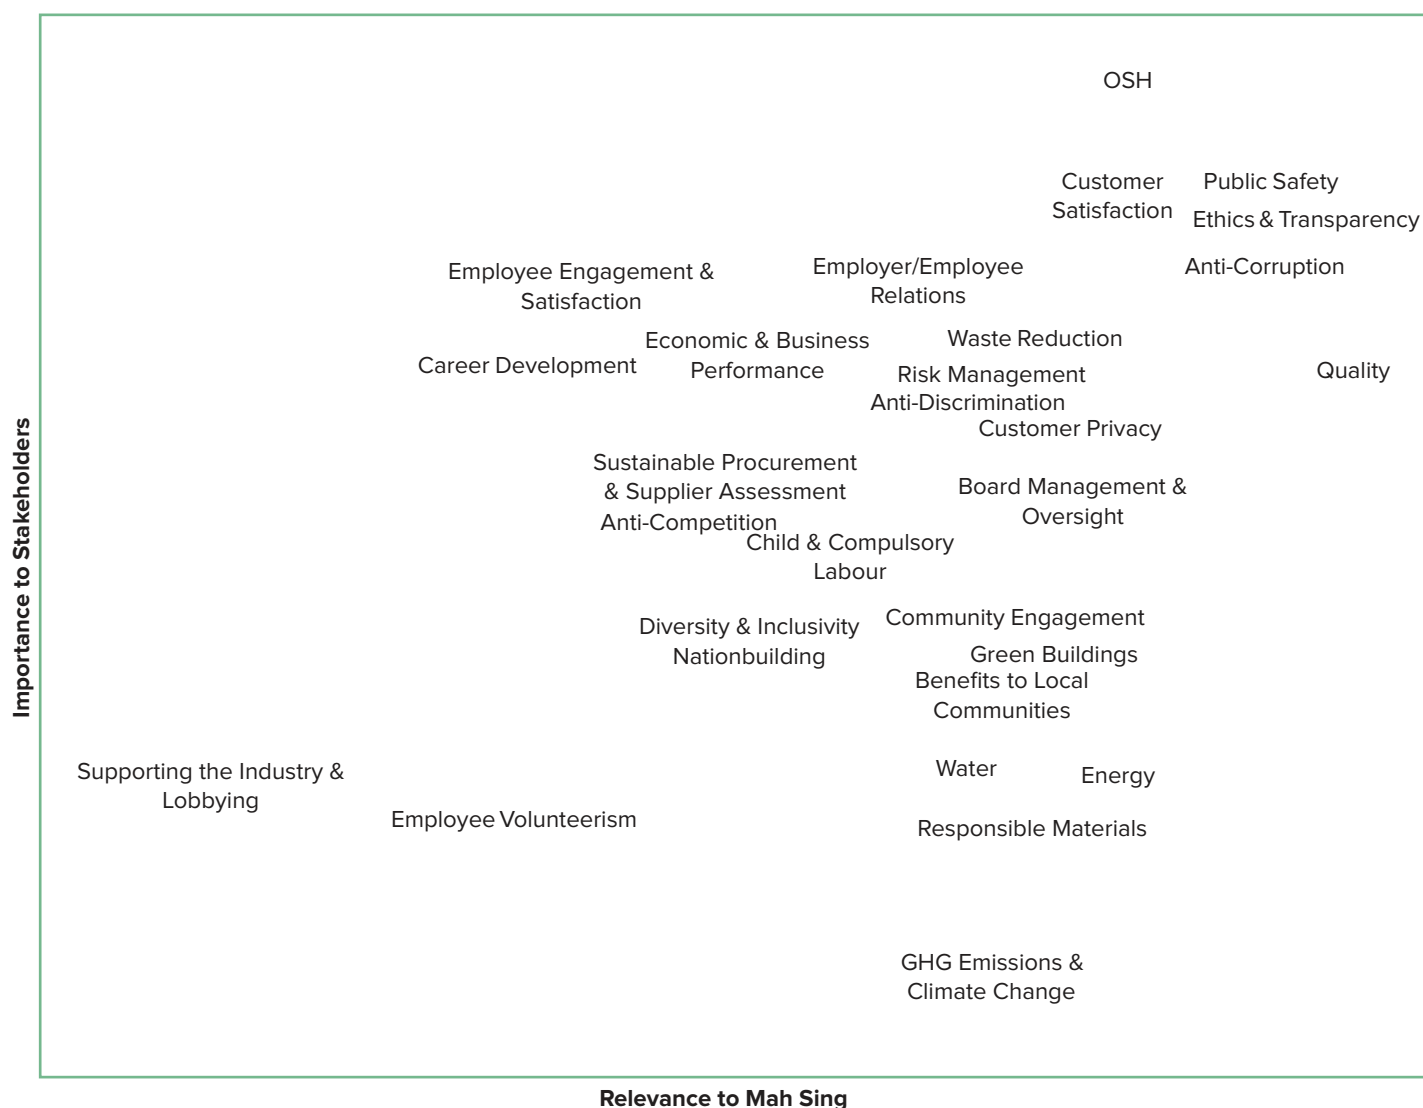 OSH
Customer
Satisfaction
Public Safety
Ethics & Transparency
Employee Engagement &
Satisfaction
Employer/Employee
Relations
Anti-Corruption
Economic & Business
Performance
Waste Reduction
Career Development
Risk Management
Quality
Anti-Discrimination
Customer Privacy
Sustainable Procurement
& Supplier Assessment
Board Management &
Oversight
Anti-Competition
Child & Compulsory
Labour
Diversity & Inclusivity
Nationbuilding
Community Engagement
Green Buildings
Benefits to Local
Communities
Supporting the Industry &
Lobbying
Water
Energy
Employee Volunteerism
Responsible Materials
GHG Emissions &
Climate Change
Importance to Stakeholders
Relevance to Mah Sing